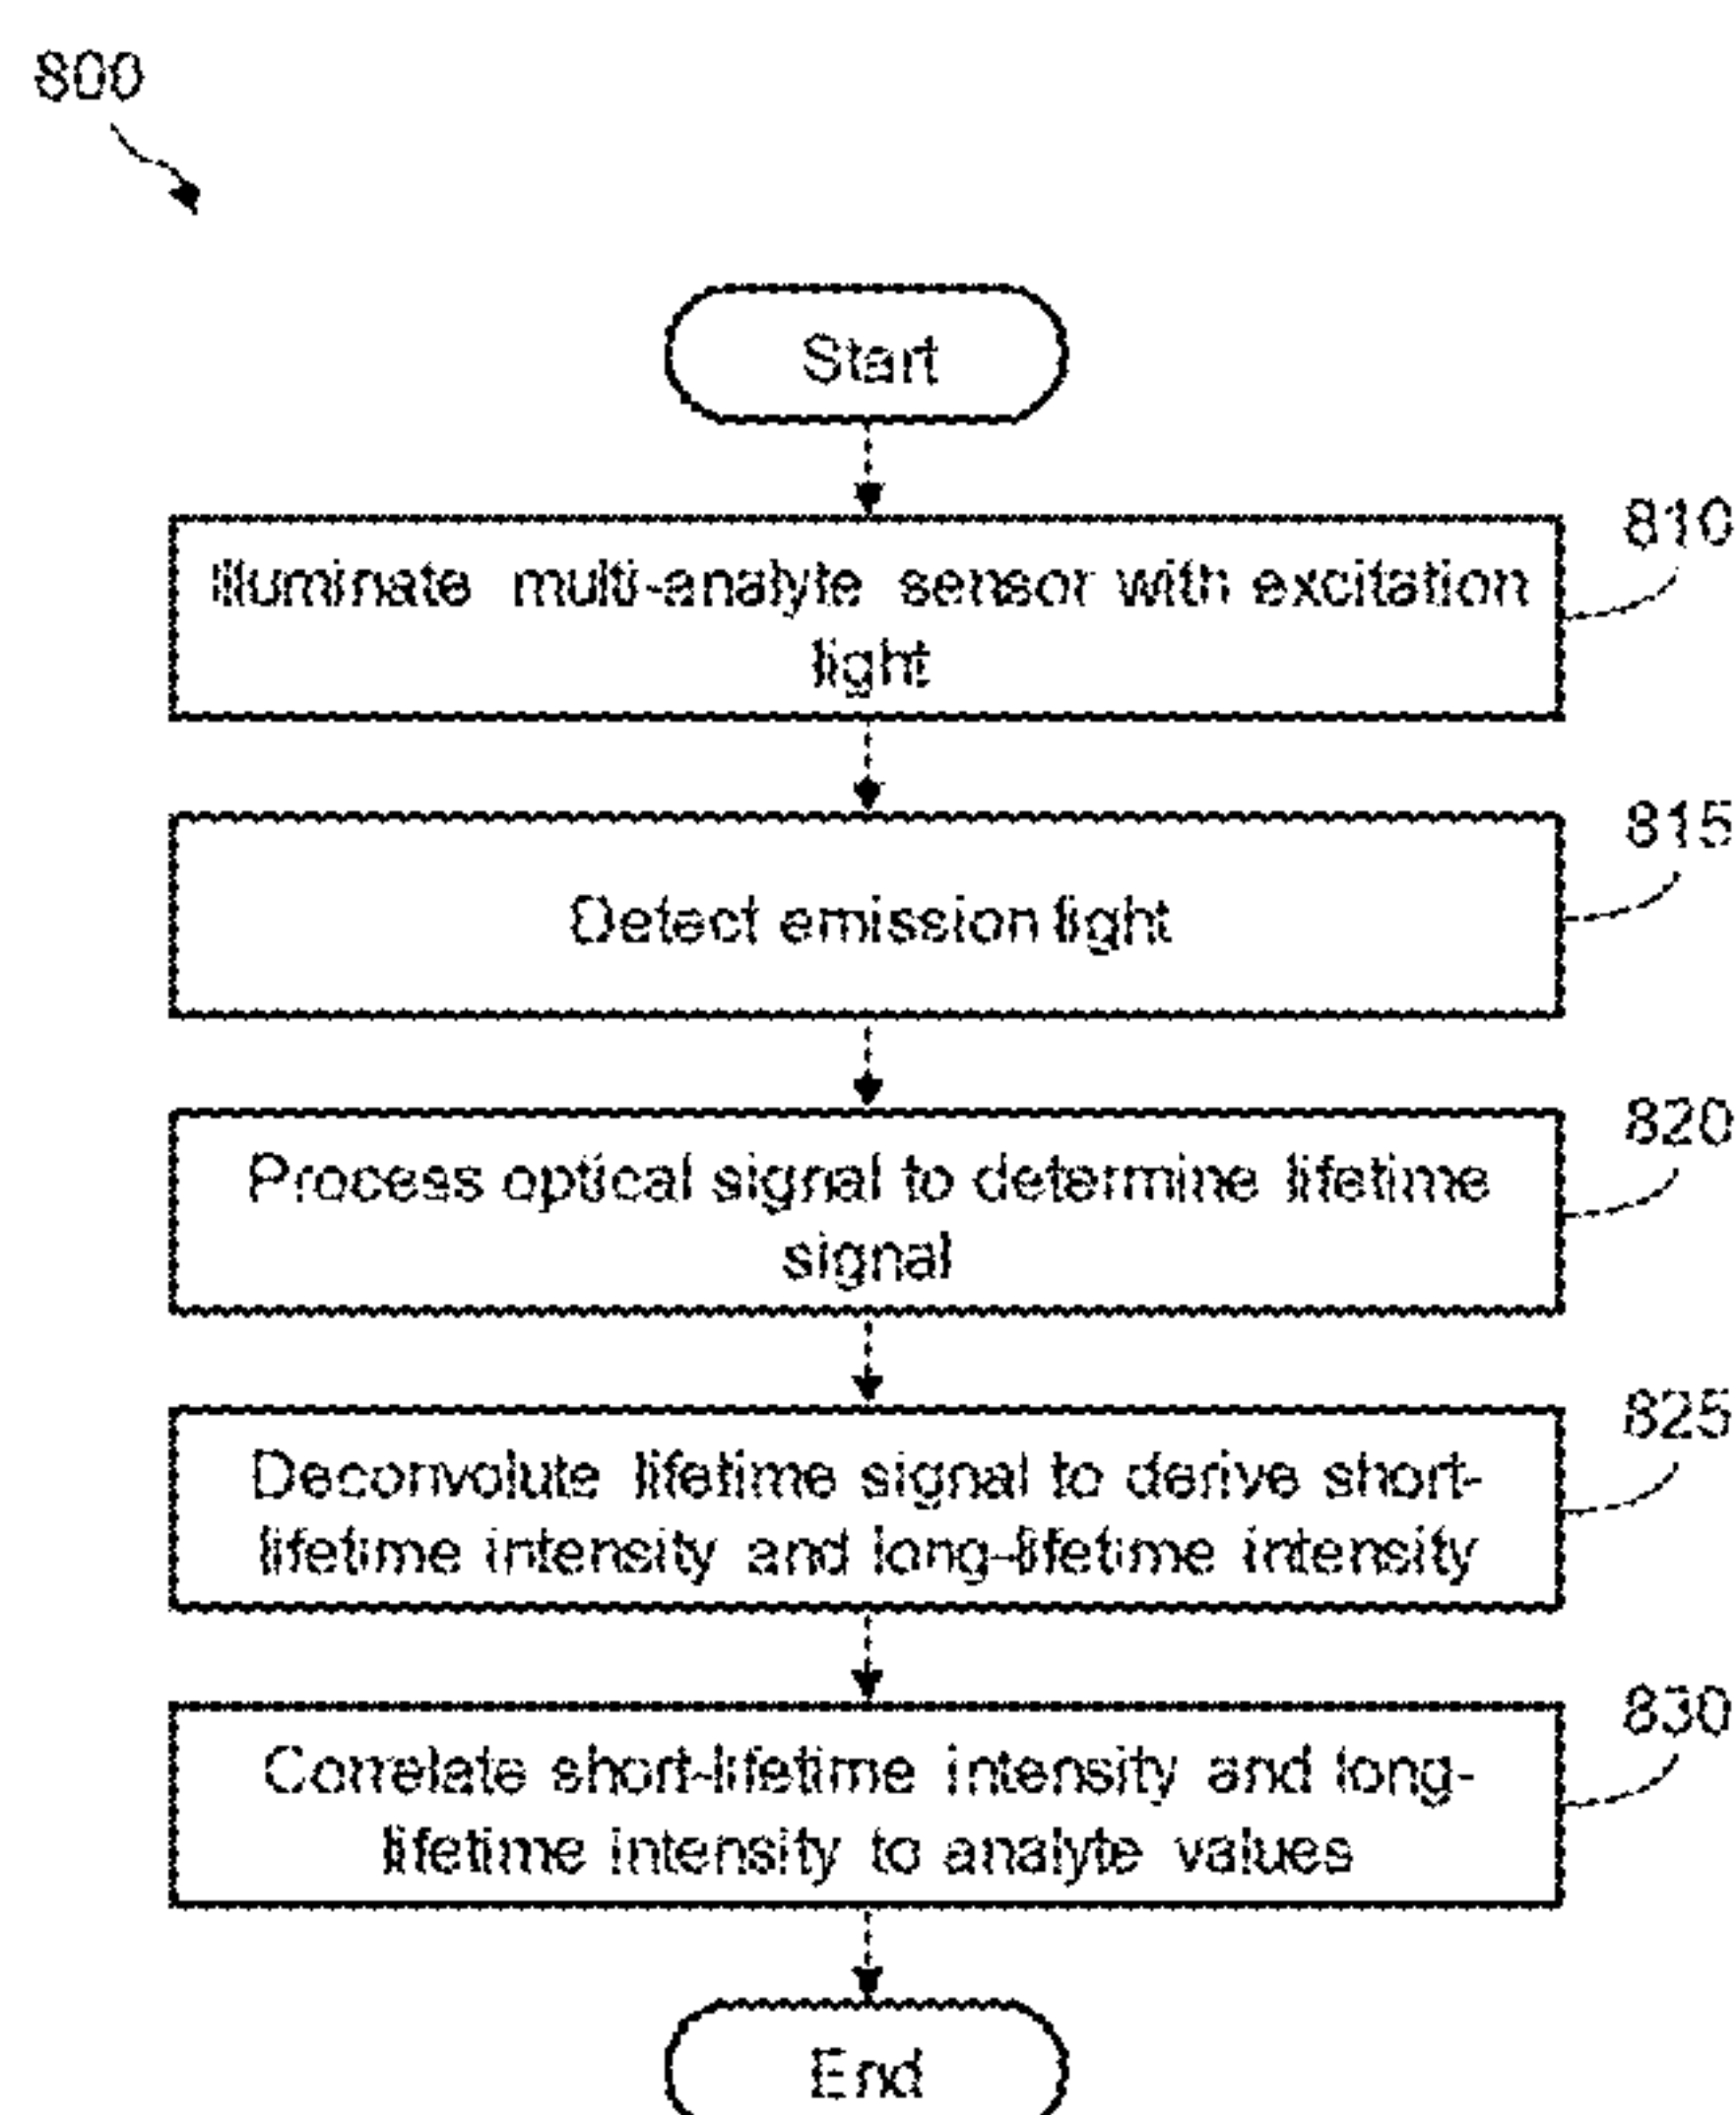 800
Start
810
Illuminate multi-analyte sensor with excitation
light
815
Detect emission light
820
Process optical signal to determine lifetime
signal
825
Deconvolute lifetime signal to derive short-
lifetime intensity and long-lifetime intensity
830
Correlate short-lifetime intensity and long-
lifetime intensity to analyte values
End